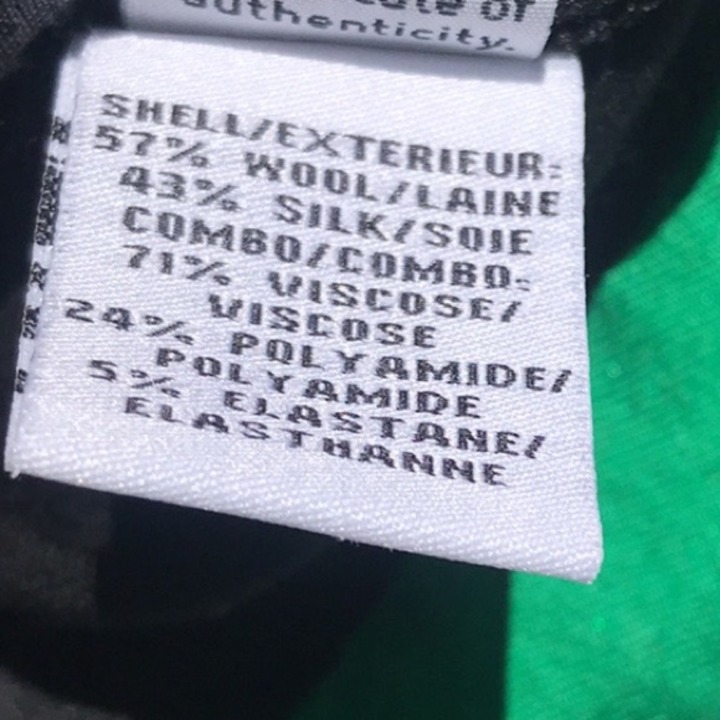 of
authenticity.
SHELL/EXTERIEUR:
57% WOOL/LAINE
43% SILK/SOIE
COMBO/COMBO:
71% VISCOSE/
VISCOSE
24% POLYAMIDE/
POLYAMIDE
5% ELASTANE/
ELASTHANNE